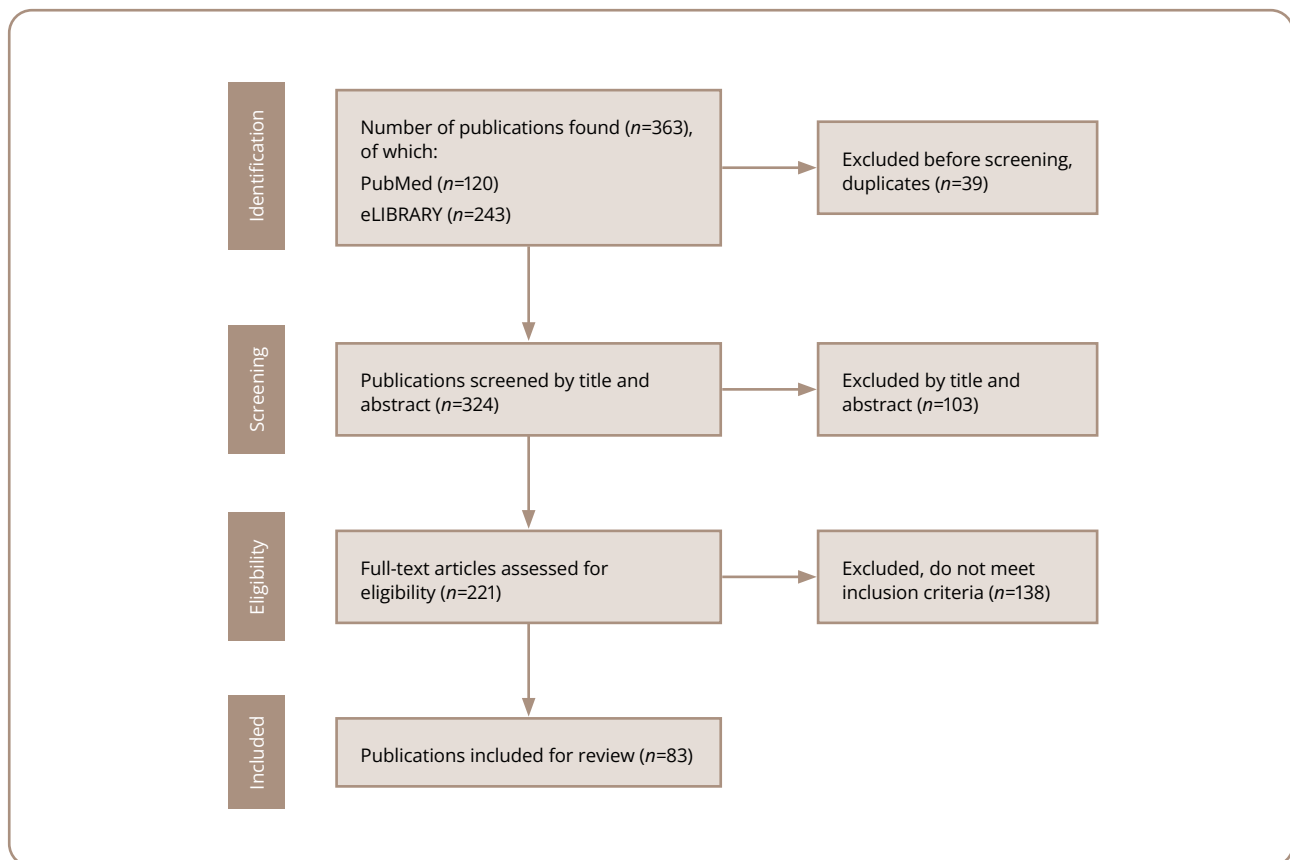 Identification
Number of publications found (n=363),
of which:
PubMed (n=120)
eLIBRARY (n=243)
Excluded before screening,
duplicates (n=39)
Screening
Publications screened by title and
abstract (n=324)
Excluded by title and
abstract (n=103)
Eligibility
Full-text articles assessed for
eligibility (n=221)
Excluded, do not meet
inclusion criteria (n=138)
Included
Publications included for review (n=83)